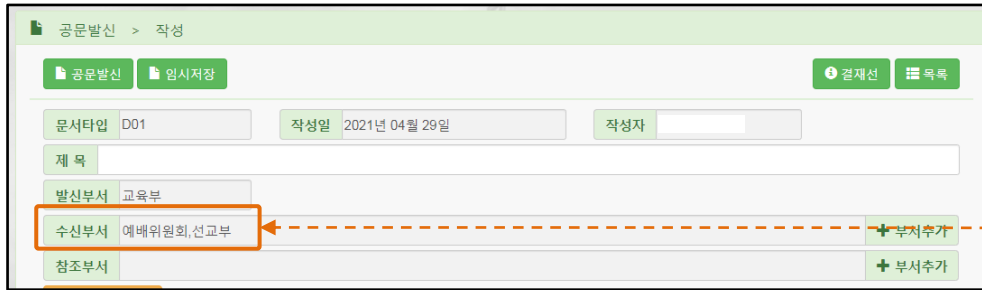 공문발신 > 작성
공문발신 임시저장 결재선 목록
문서타입 D01 작성일 2021년 04월 29일 작성자
제 목
발신부서 교육부
수신부서 예배위원회,선교부 부서추가
참조부서 부서추가